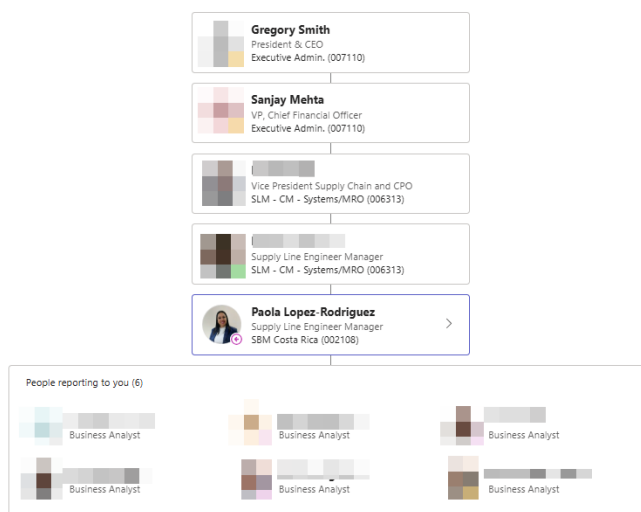 Gregory Smith
President & CEO
Executive Admin. (007110)
Sanjay Mehta
VP, Chief Financial Officer
Executive Admin. (007110)
Vice President Supply Chain and CPO
SLM - CM - Systems/MRO (006313)
Supply Line Engineer Manager
SLM - CM - Systems/MRO (006313)
Paola Lopez-Rodriguez
Supply Line Engineer Manager
SBM Costa Rica (002108)
People reporting to you (6)
Business Analyst
Business Analyst
Business Analyst
Business Analyst
Business Analyst
Business Analyst